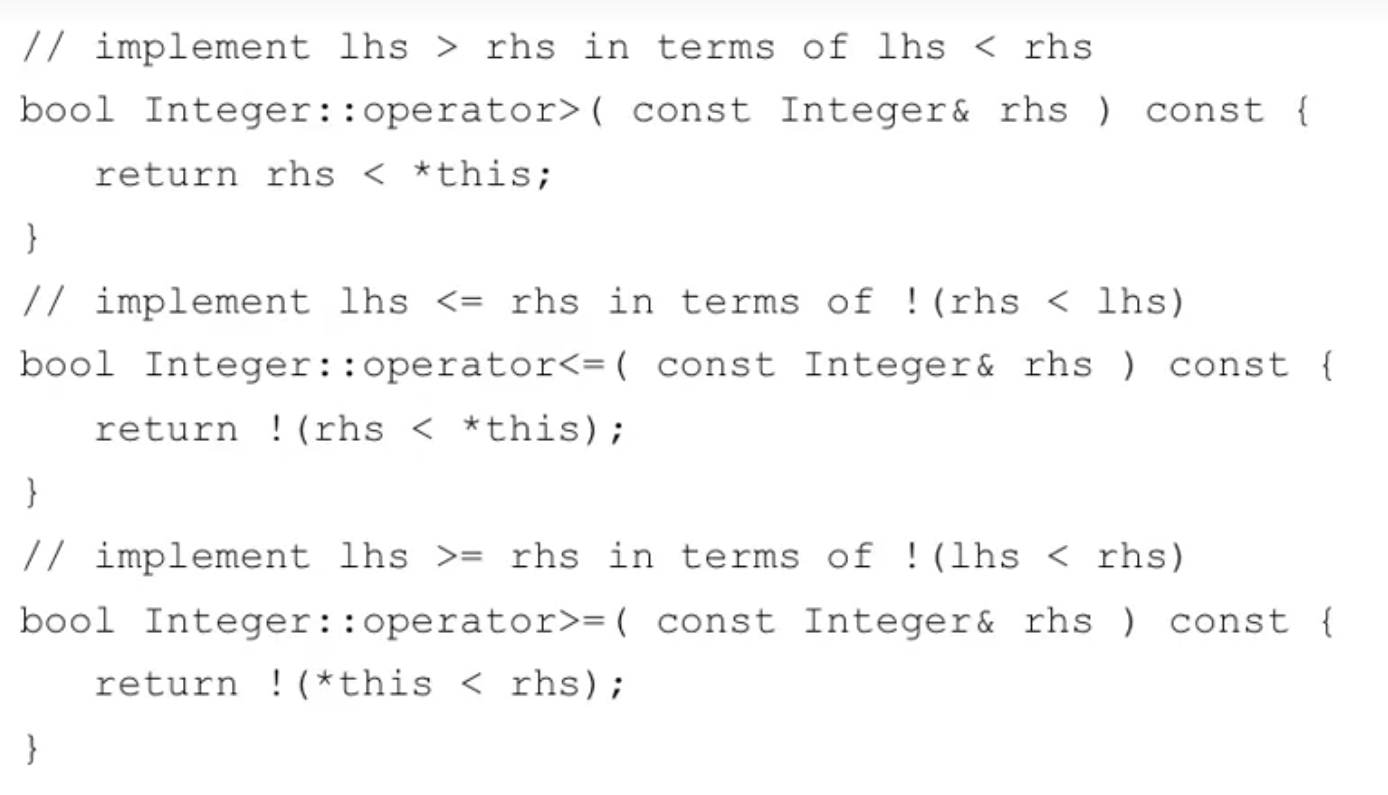 // implement lhs > rhs in terms of lhs < rhs
bool Integer::operator>( const Integer& rhs ) const {
   return rhs < *this;
}
// implement lhs <= rhs in terms of !(rhs < lhs)
bool Integer::operator<=( const Integer& rhs ) const {
   return !(rhs < *this);
}
// implement lhs >= rhs in terms of !(lhs < rhs)
bool Integer::operator>=( const Integer& rhs ) const {
   return !(*this < rhs);
}